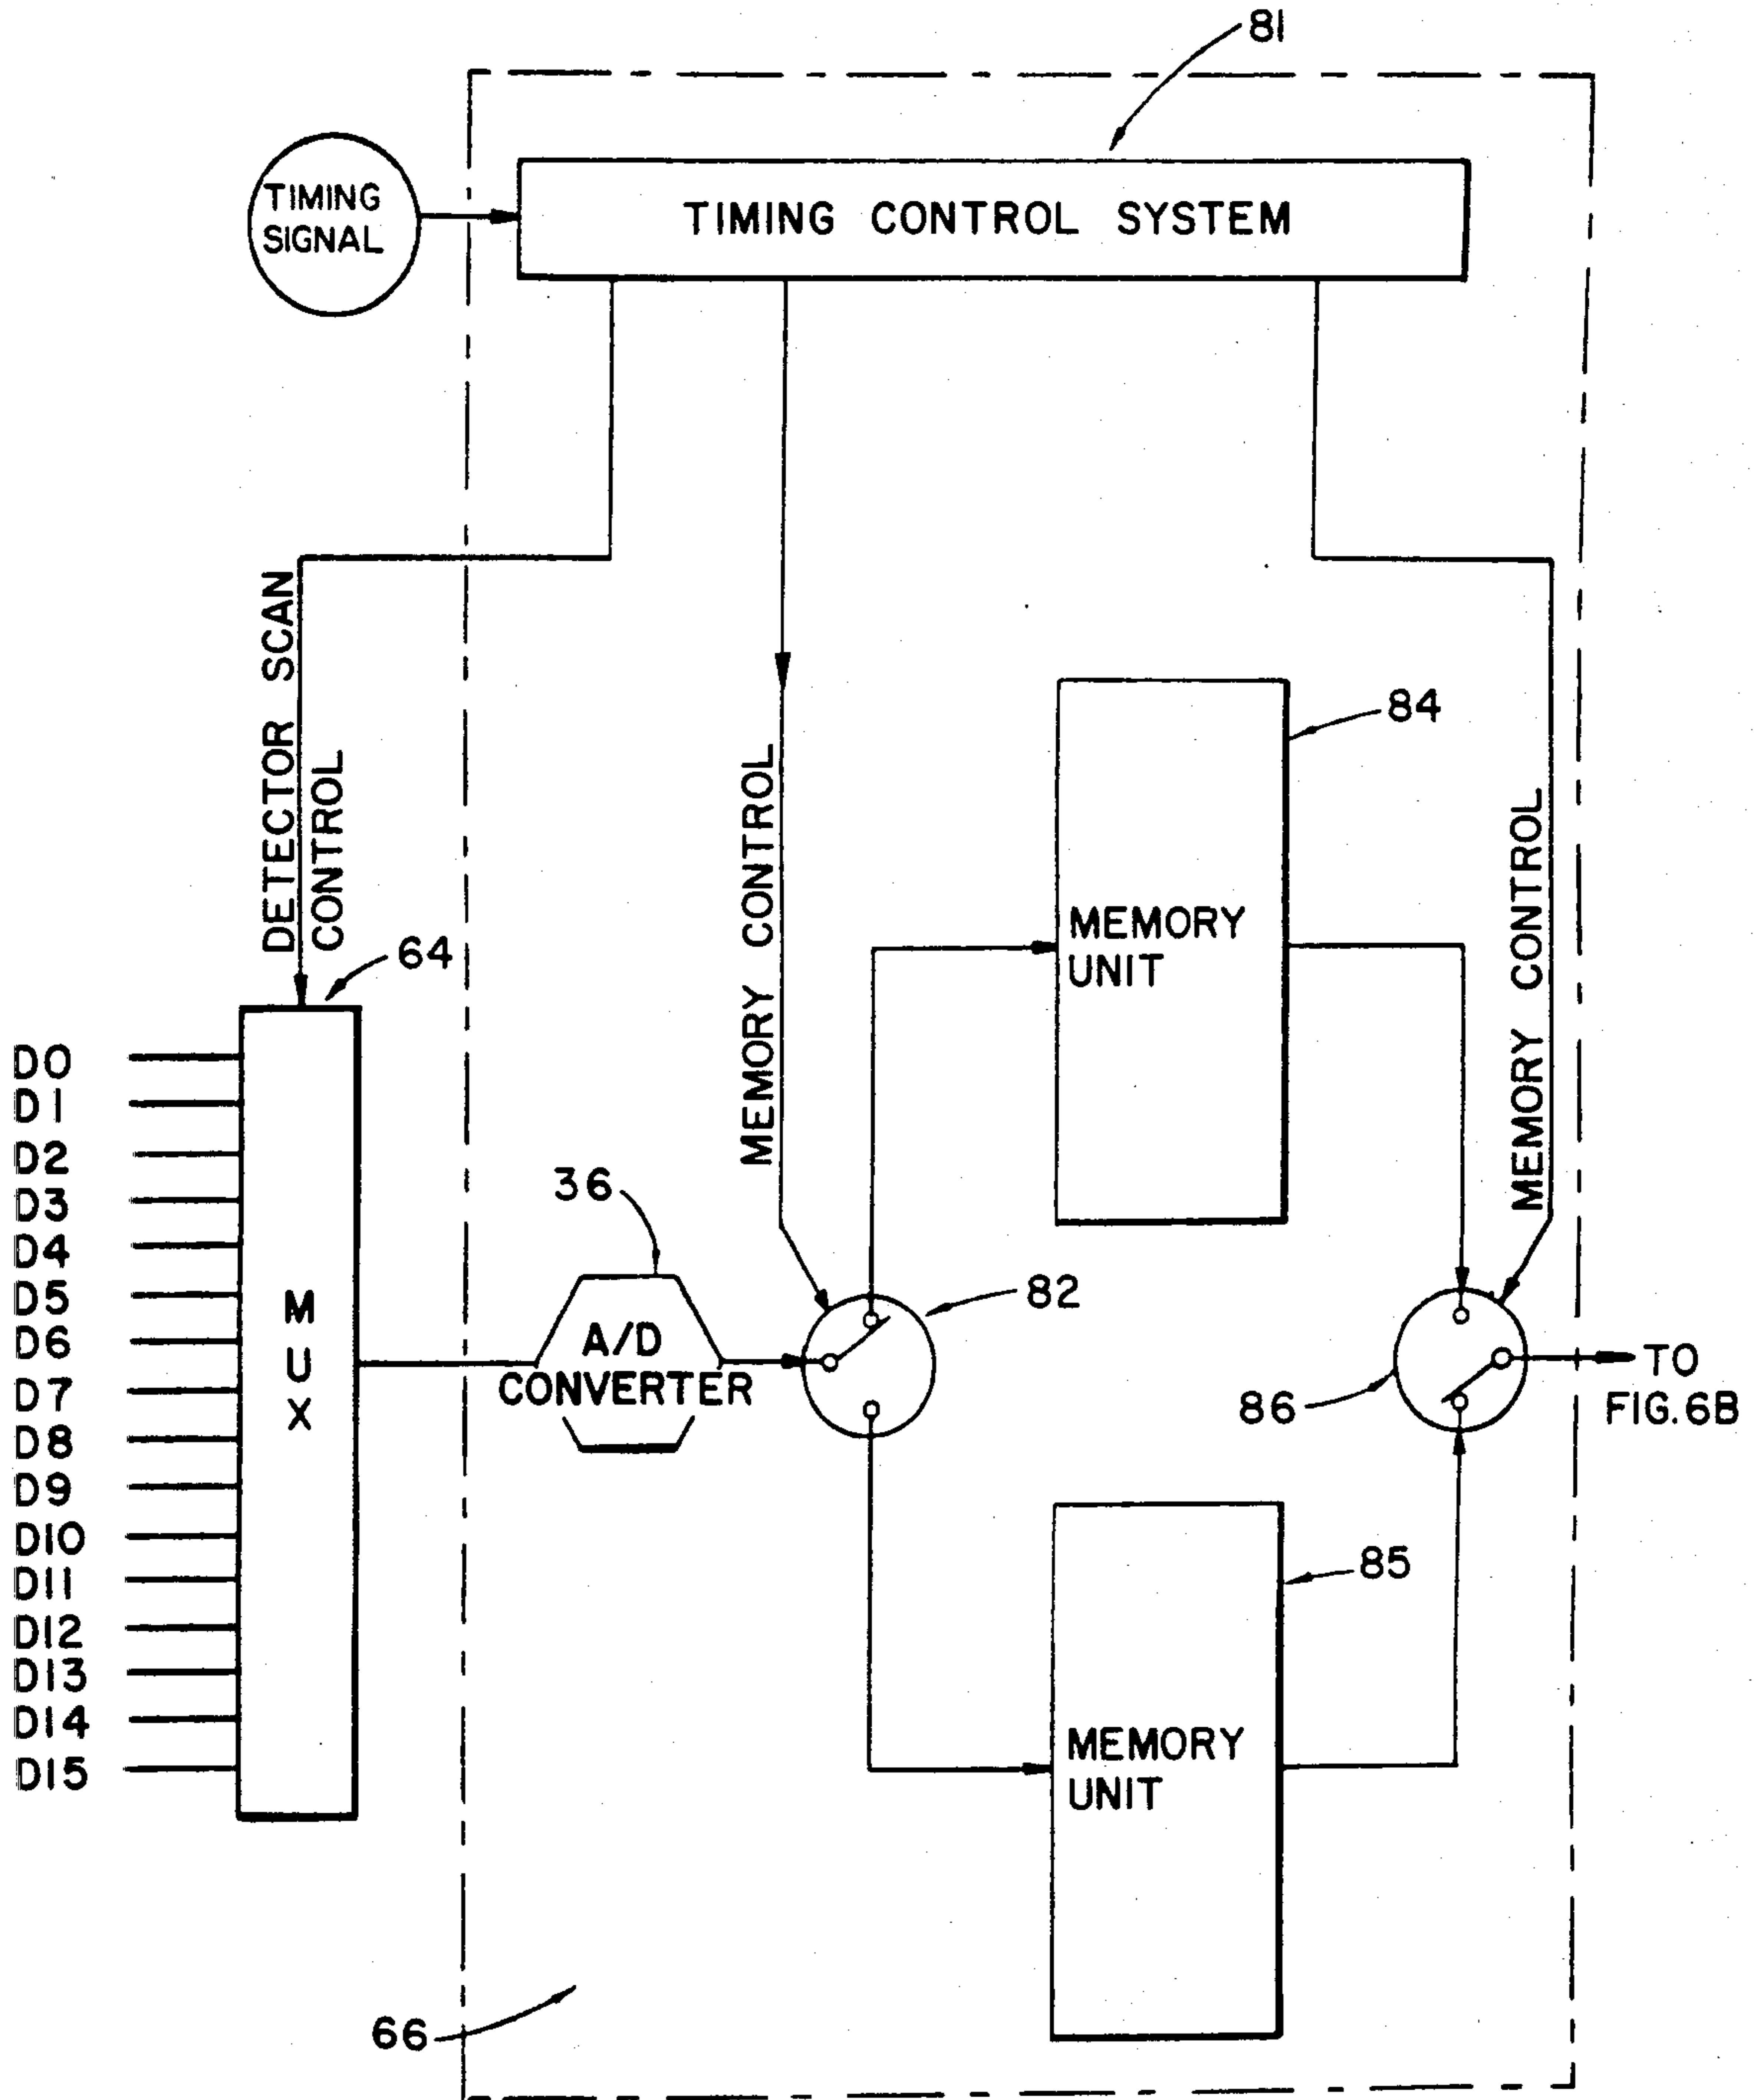 81
TIMING
SIGNAL
TIMING CONTROL SYSTEM
DETECTOR SCAN
CONTROL
MEMORY CONTROL
MEMORY CONTROL
84
MEMORY
UNIT
64
D0
D1
D2
D3
D4
D5
D6
D7
D8
D9
D10
D11
D12
D13
D14
D15
M
U
X
36
A/D
CONVERTER
82
86
TO
FIG.6B
85
MEMORY
UNIT
66